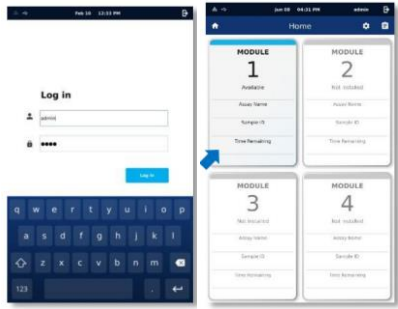 Feb 10 12:33 PM
Log in
admin
Log in
q w e r t y u i o p
a s d f g h j k l
z x c v b n m
123 .
Jun 08 04:21 PM admin
Home
MODULE
1
Available
Assay Name
Sample ID
Time Remaining
MODULE
2
Not Installed
Assay Name
Sample ID
Time Remaining
MODULE
3
Not Installed
Assay Name
Sample ID
Time Remaining
MODULE
4
Not Installed
Assay Name
Sample ID
Time Remaining